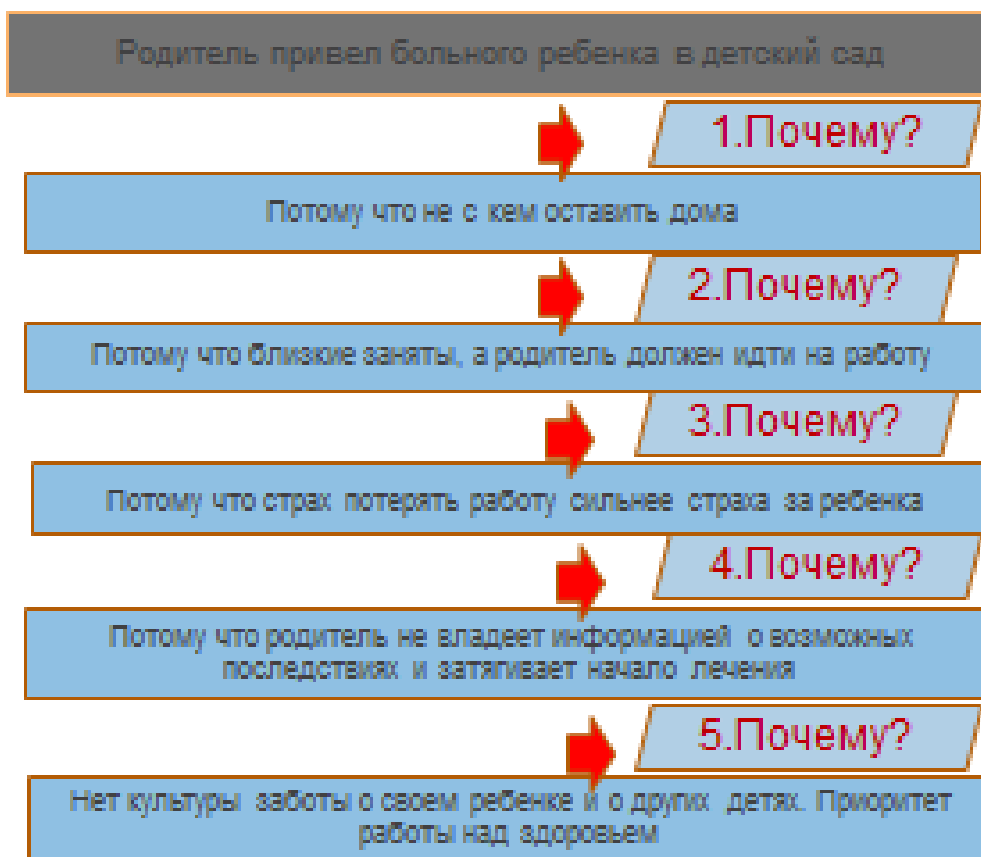 Родитель привел больного ребенка в детский сад
1.Почему?
Потому что не с кем оставить дома
2.Почему?
Потому что близкие заняты, а родитель должен идти на работу
3.Почему?
Потому что страх потерять работу сильнее страха за ребенка
4.Почему?
Потому что родитель не владеет информацией о возможных
последствиях и затягивает начало лечения
5.Почему?
Нет культуры заботы о своем ребенке и о других детях. Приоритет
работы над здоровьем